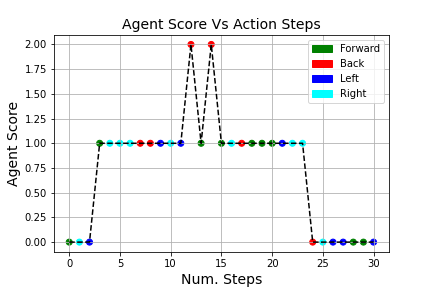 Agent Score Vs Action Steps
2.00
1.75
1.50
1.25
1.00
0.75
0.50
0.25
0.00
Agent Score
Forward
Back
Left
Right
0 5 10 15 20 25 30
Num. Steps